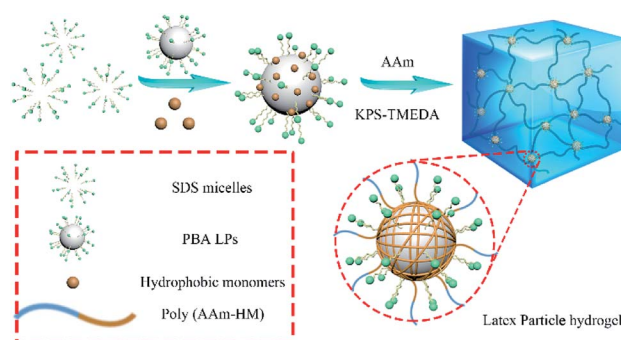 AAm
KPS-TMEDA
SDS micelles
PBA LPs
Hydrophobic monomers
Poly (AAm-HM)
Latex Particle hydrogel